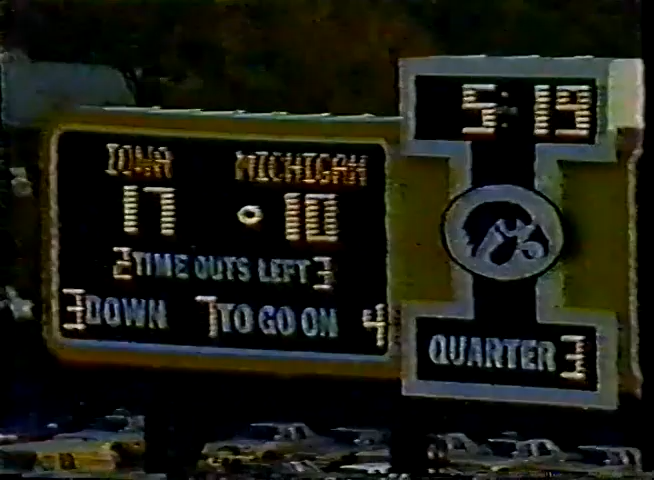 5:19
IOWA MICHIGAN
17 10
2 TIME OUTS LEFT 3
3 DOWN 7 TO GO ON 4
QUARTER 3